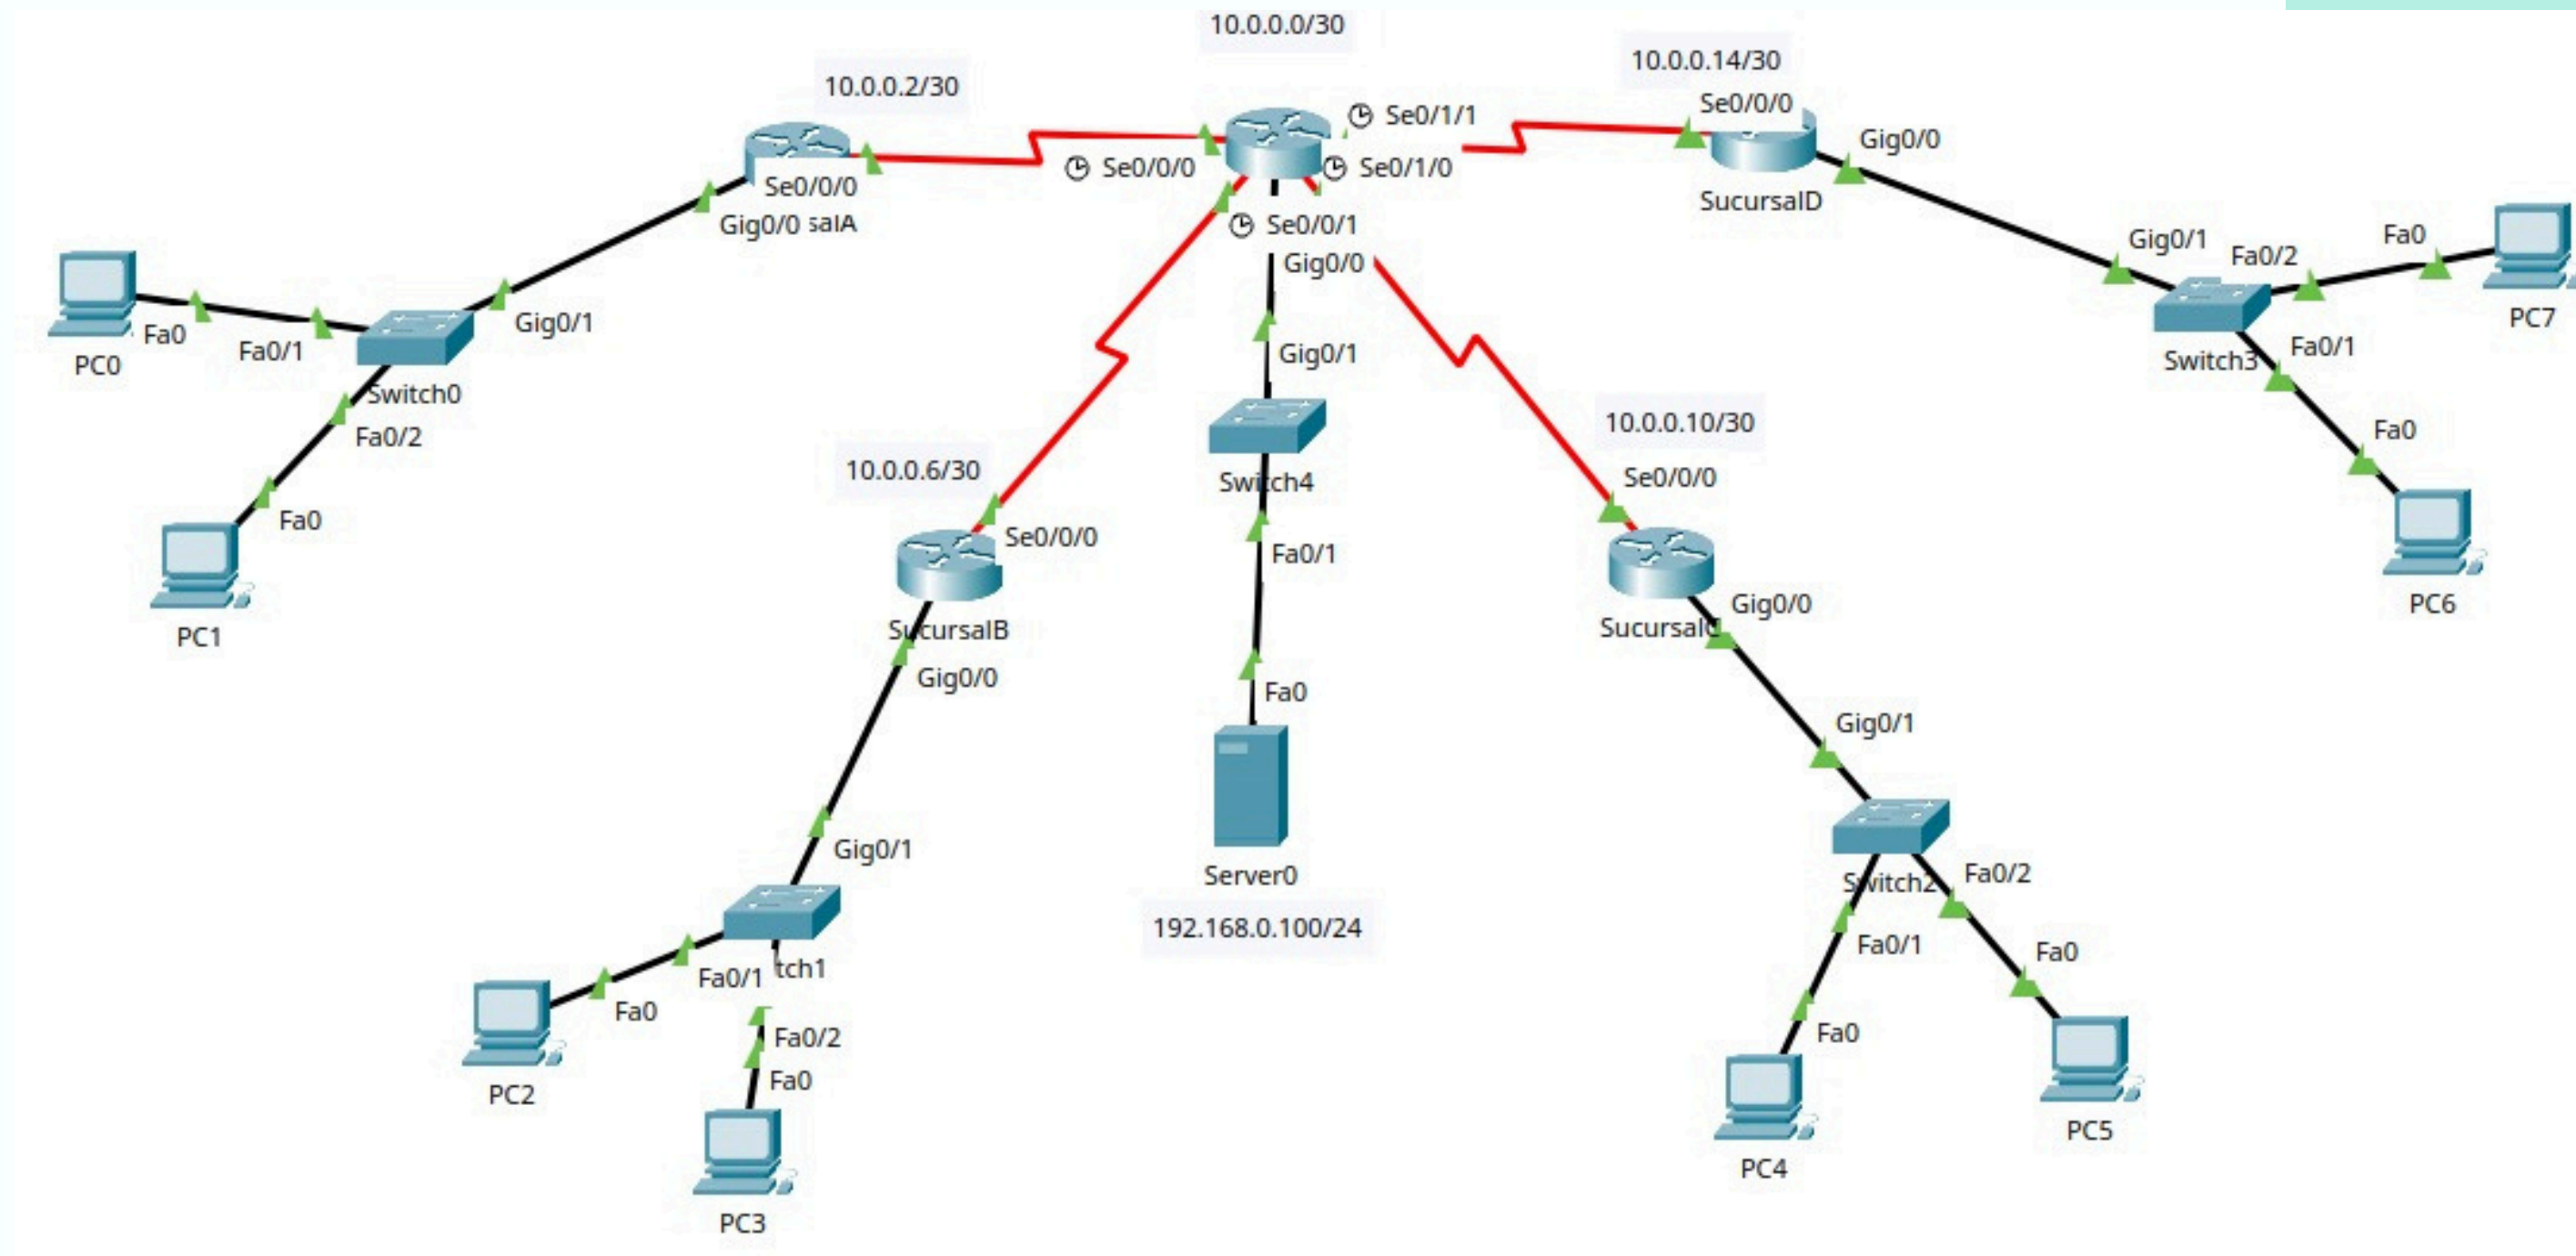 10.0.0.0/30
10.0.0.14/30
10.0.0.2/30
Se0/0/0
Se0/1/1
Gig0/0
Se0/0/0
Se0/1/0
Se0/0/0
SucursalD
Gig0/0 salA
Se0/0/1
Gig0/1
Fa0/2
Fa0
Gig0/0
PC7
Gig0/1
Fa0
Fa0/1
PC0
Switch0
Gig0/1
Switch3
Fa0/1
Fa0/2
10.0.0.10/30
Fa0
10.0.0.6/30
Switch4
Se0/0/0
Fa0
Se0/0/0
Fa0/1
PC1
SucursalB
SucursalC
Gig0/0
PC6
Gig0/0
Fa0
Gig0/1
Gig0/1
Server0
Switch2
Fa0/2
192.168.0.100/24
Fa0/1
Fa0
Fa0/1
tch1
Fa0
Fa0/2
Fa0
PC2
Fa0
PC5
PC4
PC3